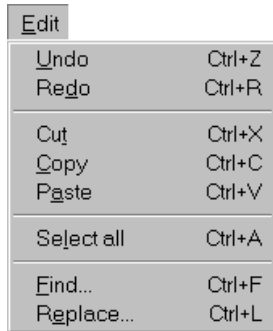 Edit
Undo Ctrl+Z
Redo Ctrl+R
Cut Ctrl+X
Copy Ctrl+C
Paste Ctrl+V
Select all Ctrl+A
Find... Ctrl+F
Replace... Ctrl+L